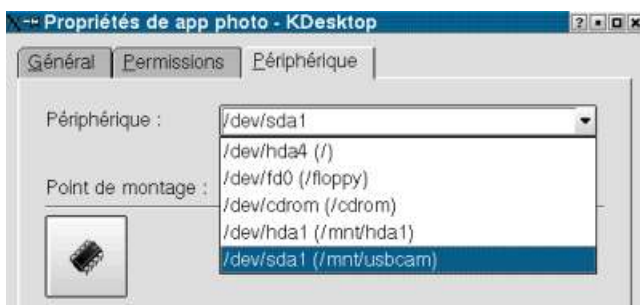 Propriétés de app photo - KDesktop
Général Permissions Périphérique
Périphérique : /dev/sda1
/dev/hda4 (/)
/dev/fd0 (/floppy)
Point de montage :
/dev/cdrom (/cdrom)
/dev/hda1 (/mnt/hda1)
/dev/sda1 (/mnt/usbcam)